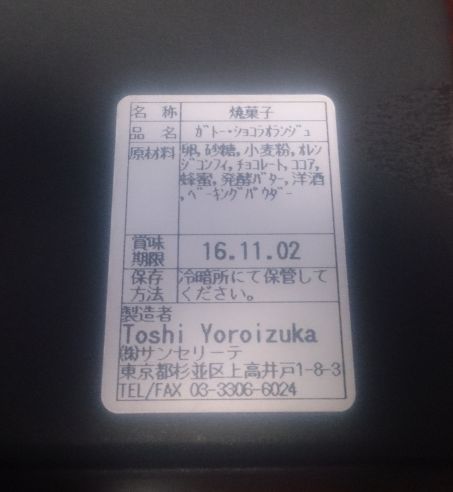 名 称 焼菓子
品 名 ｶﾞﾄｰ･ｼｮｺﾗｵﾗﾝｼﾞｭ
原材料 卵,砂糖,小麦粉,ｵﾚﾝ
ｼﾞｺﾝﾌｨ,ﾁｮｺﾚｰﾄ,ｺｺｱ,
蜂蜜,発酵ﾊﾞﾀｰ,洋酒
,ﾍﾞｰｷﾝｸﾞﾊﾟｳﾀﾞｰ
賞味
期限 16.11.02
保存 冷暗所にて保管して
方法 ください。
製造者
Toshi Yoroizuka
㈱サンセリーテ
東京都杉並区上高井戸1-8-3
TEL/FAX 03-3306-6024